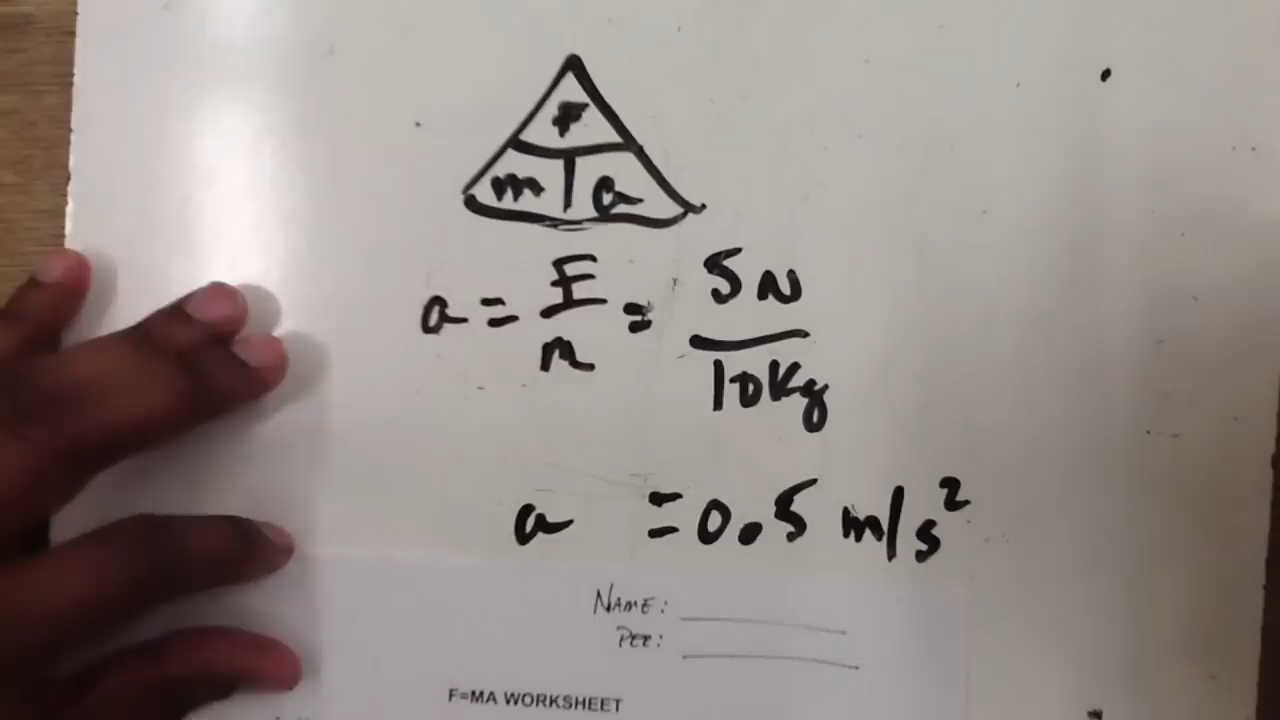 F
m a
a = F/m = 5N/10Kg
a = 0.5 m/s²
NAME: 
PER: 
F=MA WORKSHEET